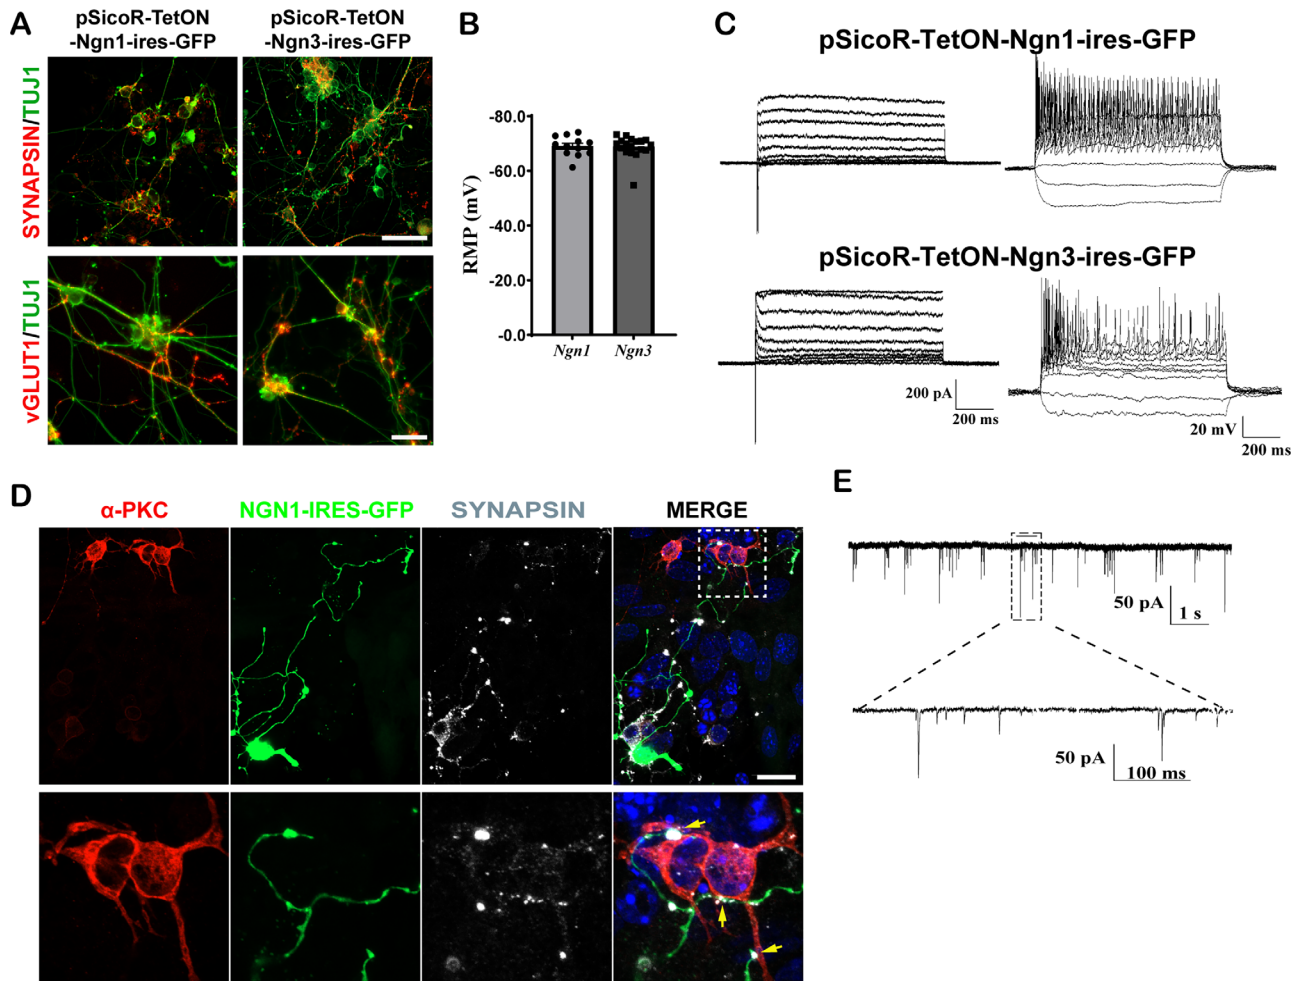 A
pSicoR-TetON
-Ngn1-ires-GFP
pSicoR-TetON
-Ngn3-ires-GFP
SYNAPSIN/TUJ1
vGLUT1/TUJ1
B
RMP (mV)
-80.0
-60.0
-40.0
-20.0
-0.0
Ngn1
Ngn3
C
pSicoR-TetON-Ngn1-ires-GFP
pSicoR-TetON-Ngn3-ires-GFP
200 pA
200 ms
20 mV
200 ms
D
α-PKC
NGN1-IRES-GFP
SYNAPSIN
MERGE
E
50 pA
1 s
50 pA
100 ms